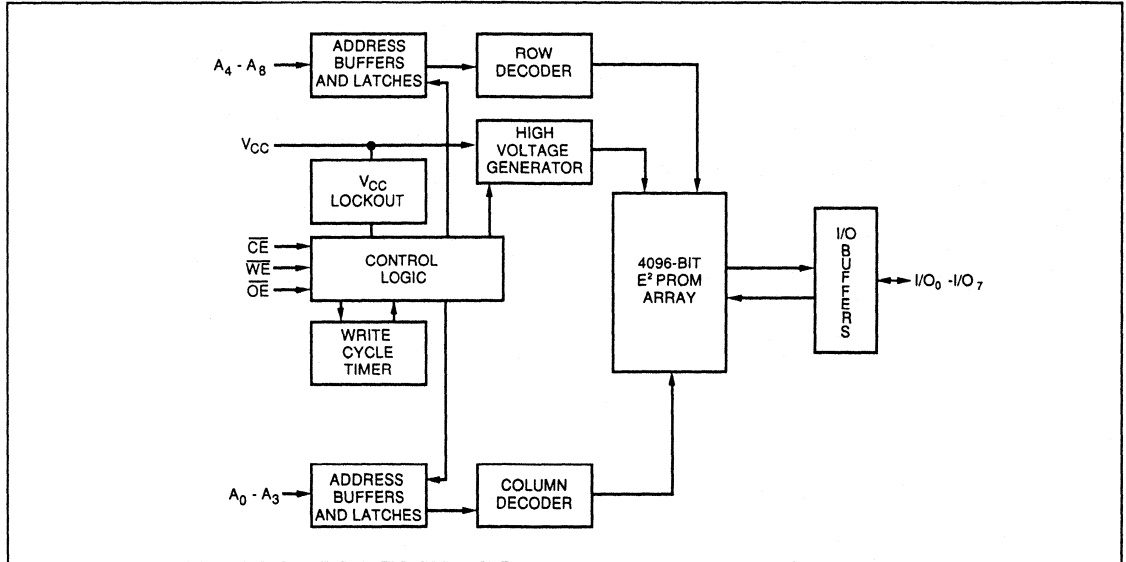 A4 - A8
ADDRESS
BUFFERS
AND LATCHES
ROW
DECODER
VCC
HIGH
VOLTAGE
GENERATOR
VCC
LOCKOUT
CE
WE
OE
CONTROL
LOGIC
WRITE
CYCLE
TIMER
4096-BIT
E² PROM
ARRAY
I/O
BUFFERS
I/O0 -I/O7
A0 - A3
ADDRESS
BUFFERS
AND LATCHES
COLUMN
DECODER